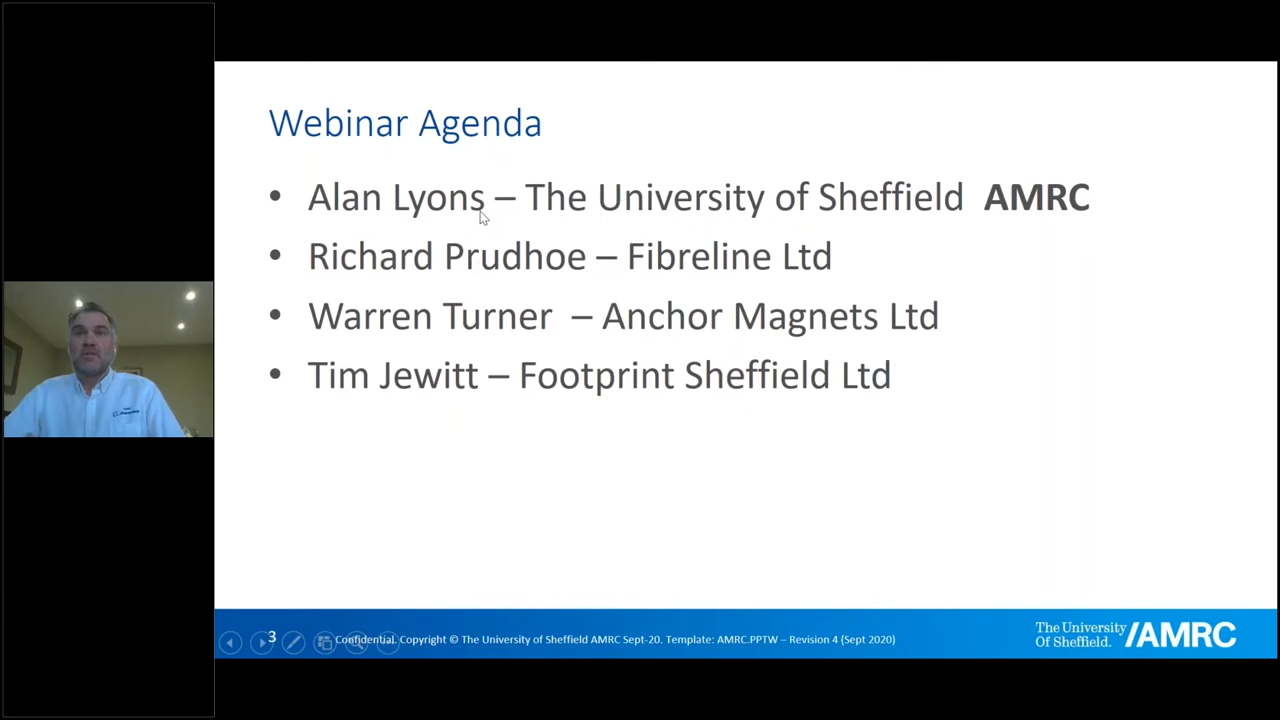 Webinar Agenda
• Alan Lyons – The University of Sheffield AMRC
• Richard Prudhoe – Fibreline Ltd
• Warren Turner – Anchor Magnets Ltd
• Tim Jewitt – Footprint Sheffield Ltd
3
Confidential. Copyright © The University of Sheffield AMRC Sept-20. Template: AMRC.PPTW – Revision 4 (Sept 2020)
The University
Of Sheffield.
AMRC